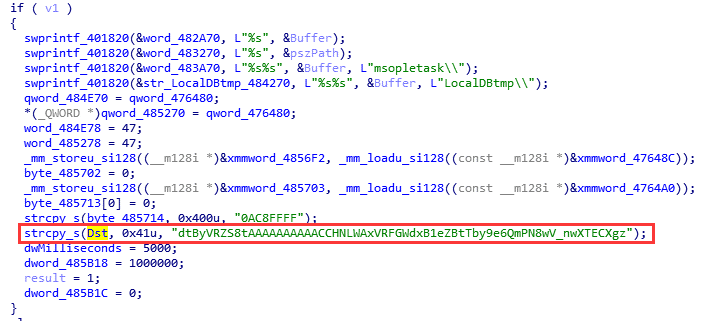 if ( v1 )
{
swprintf_401820(&word_482A70, L"%s", &Buffer);
swprintf_401820(&word_483270, L"%s", &pszPath);
swprintf_401820(&word_483A70, L"%s%s", &Buffer, L"msopletask\\");
swprintf_401820(&str_LocalDBtmp_484270, L"%s%s", &Buffer, L"LocalDBtmp\\");
qword_484E70 = qword_476480;
*(_QWORD *)qword_485270 = qword_476480;
word_484E78 = 47;
word_485278 = 47;
_mm_storeu_si128((__m128i *)&xmmword_4856F2, _mm_loadu_si128((const __m128i *)&xmmword_47648C));
byte_485702 = 0;
_mm_storeu_si128((__m128i *)&xmmword_485703, _mm_loadu_si128((const __m128i *)&xmmword_4764A0));
byte_485713[0] = 0;
strcpy_s(byte_485714, 0x400u, "0AC8FFFF");
strcpy_s(Dst, 0x41u, "dtByVRZS8tAAAAAAAAAACCHNLWAxVRFGWdxB1eZBtTby9e6QmPN8wV_nwXTECXgz");
dwMilliseconds = 5000;
dword_485B18 = 1000000;
result = 1;
dword_485B1C = 0;
}